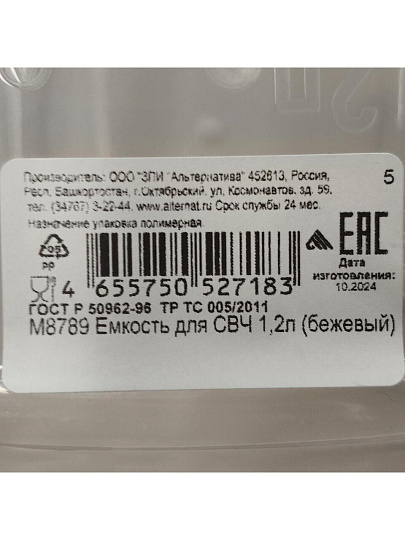 Производитель: ООО "ЗПИ "Альтернатива" 452613, Россия, 5
Респ. Башкортостан, г.Октябрьский, ул. Космонавтов, зд. 59,
тел. (34767) 3-22-44, www.alternat.ru Срок службы 24 мес.
Назначение упаковка полимерная.
EAC
05
PP
Дата
изготовления:
10.2024
4 655750 527183
ГОСТ Р 50962-96 ТР ТС 005/2011
М8789 Емкость для СВЧ 1,2л (бежевый)